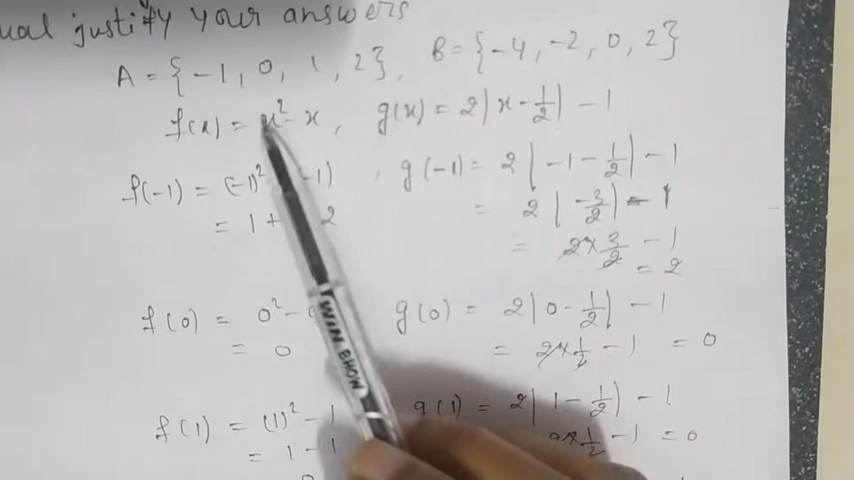 ual justify your answers
A = {-1, 0, 1, 2}, B = {-4, -2, 0, 2}
f(x) = x² - x, g(x) = 2|x - 1/2| - 1
f(-1) = (-1)² -1), g(-1) = 2|-1 - 1/2| - 1
= 1 + 2 = 2|-3/2| - 1
= 2×3/2 - 1
= 2
f(0) = 0² - g(0) = 2|0 - 1/2| - 1
= 0 = 2×1/2 - 1 = 0
TWIN BHOW
f(1) = (1)² - 1 g(1) = 2|1 - 1/2| - 1
= 1 - 1 2×1/2 - 1 = 0